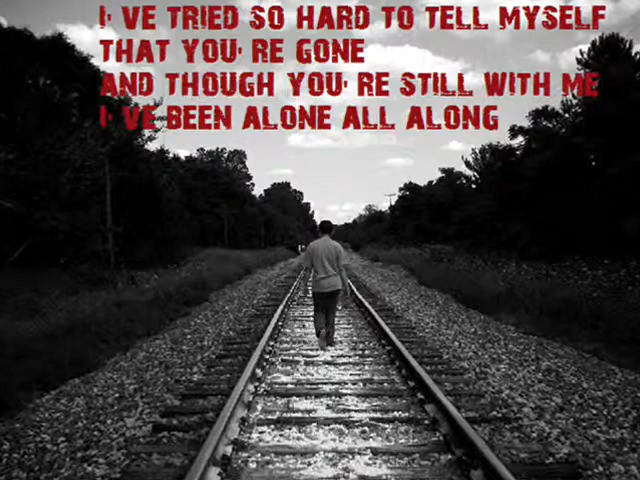 I' VE TRIED SO HARD TO TELL MYSELF
THAT YOU' RE GONE
AND THOUGH YOU' RE STILL WITH ME
I' VE BEEN ALONE ALL ALONG